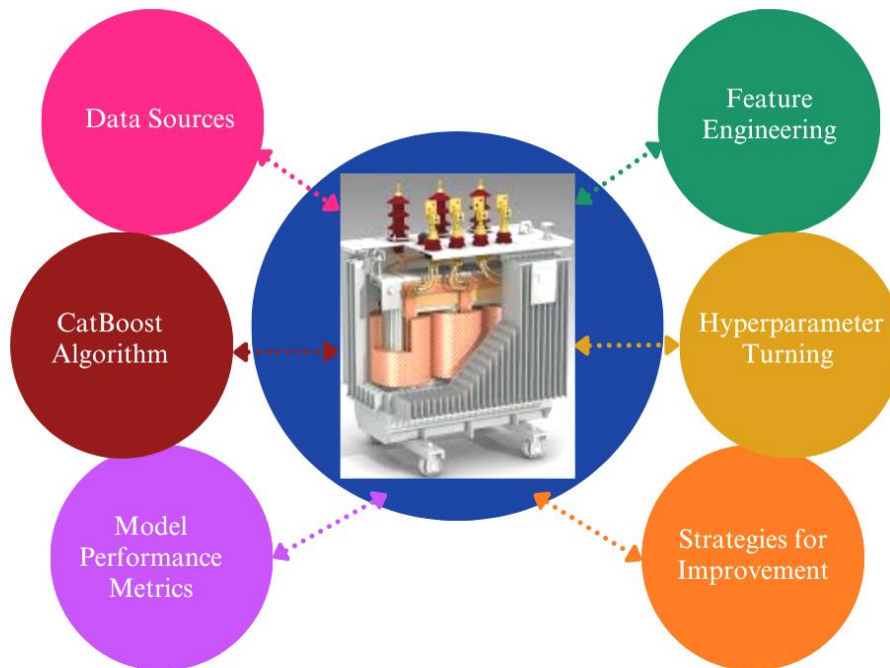 Data Sources
Feature
Engineering
CatBoost
Algorithm
Hyperparameter
Turning
Model
Performance
Metrics
Strategies for
Improvement